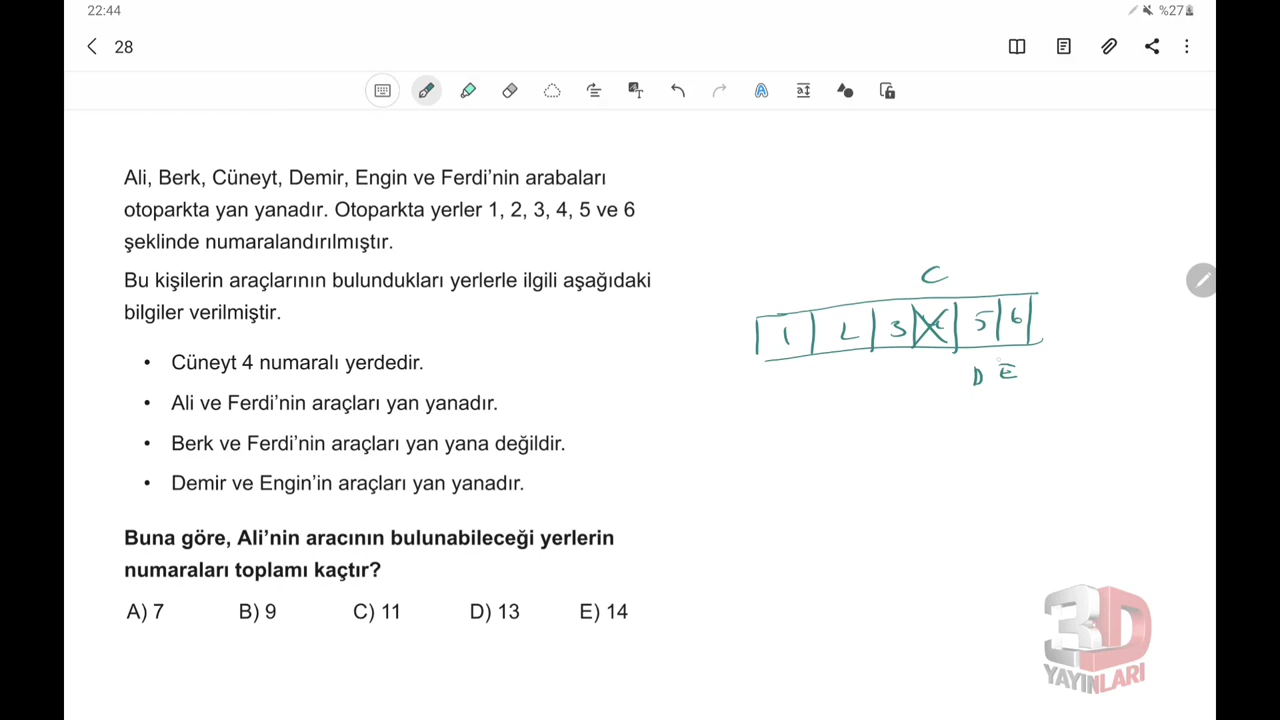 22:44
%27
28
Ali, Berk, Cüneyt, Demir, Engin ve Ferdi’nin arabaları
otoparkta yan yanadır. Otoparkta yerler 1, 2, 3, 4, 5 ve 6
şeklinde numaralandırılmıştır.
Bu kişilerin araçlarının bulundukları yerlerle ilgili aşağıdaki
bilgiler verilmiştir.
• Cüneyt 4 numaralı yerdedir.
• Ali ve Ferdi’nin araçları yan yanadır.
• Berk ve Ferdi’nin araçları yan yana değildir.
• Demir ve Engin’in araçları yan yanadır.
Buna göre, Ali’nin aracının bulunabileceği yerlerin
numaraları toplamı kaçtır?
A) 7 B) 9 C) 11 D) 13 E) 14
C
1 2 3 4 5 6
D E
3D
YAYINLARI